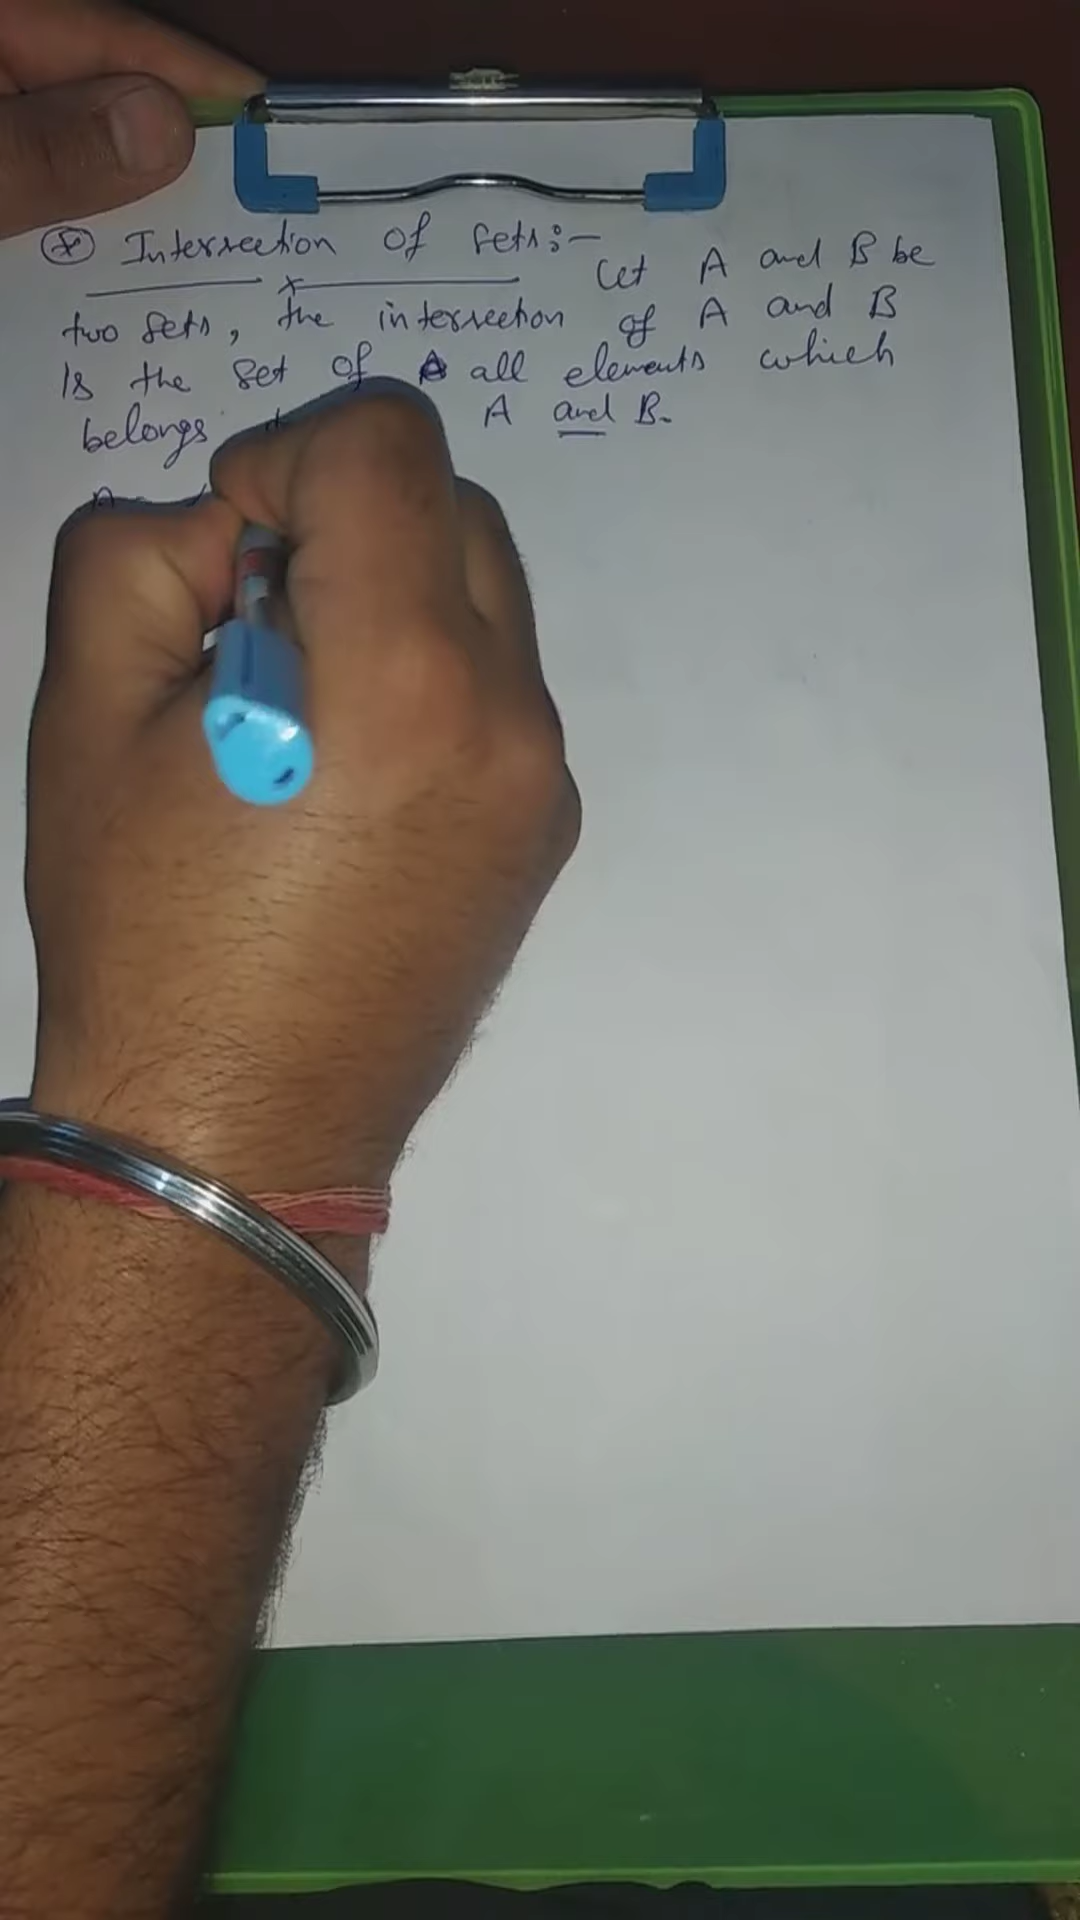 Intersection of sets:-
Let A and B be
two sets, the intersection of A and B
is the set of all elements which
belongs A and B.
A =